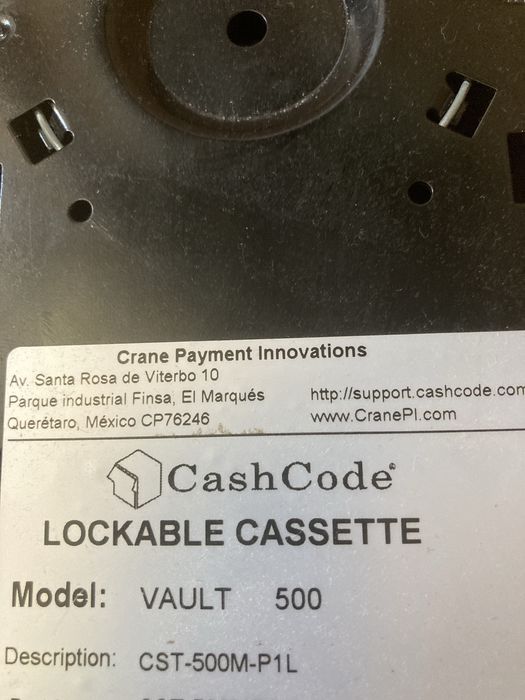 Crane Payment Innovations
Av. Santa Rosa de Viterbo 10
Parque industrial Finsa, El Marqués
Querétaro, México CP76246
http://support.cashcode.com
www.CranePI.com
CashCode®
LOCKABLE CASSETTE
Model: VAULT 500
Description: CST-500M-P1L